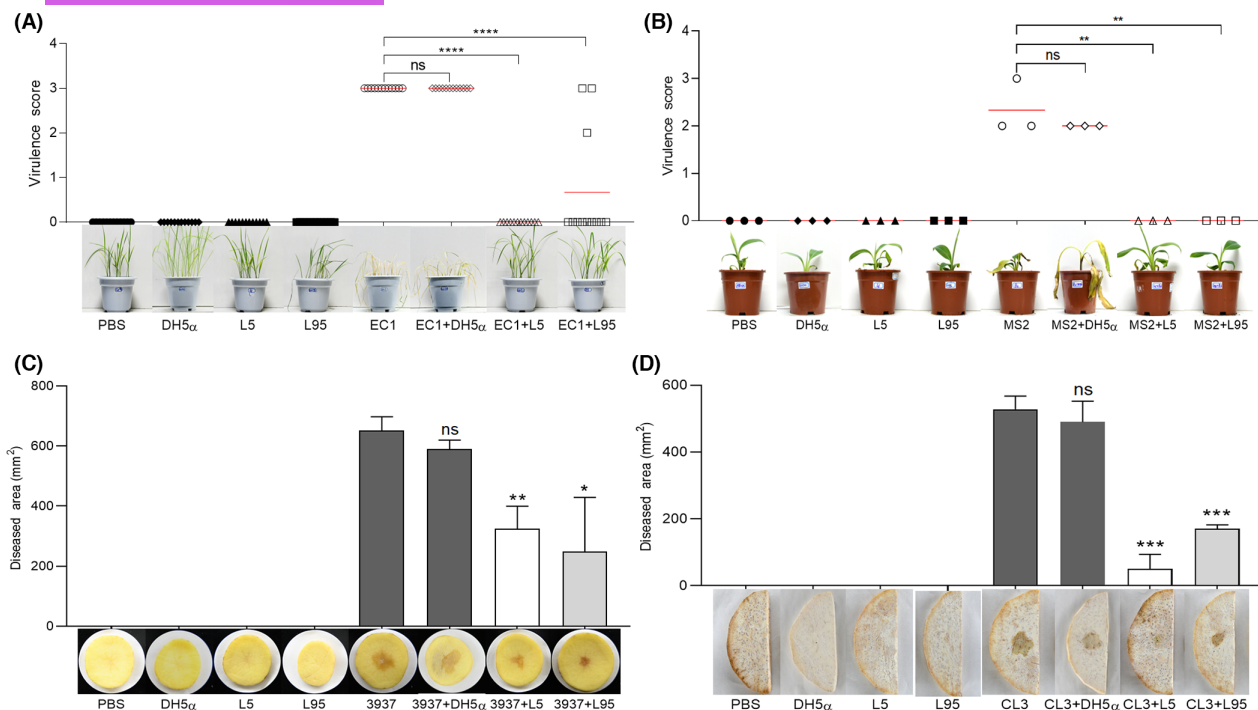 (A)
Virulence score
4
3
2
1
0
****
****
ns
PBS DH5α L5 L95 EC1 EC1+DH5α EC1+L5 EC1+L95
(B)
Virulence score
4
3
2
1
0
**
**
ns
PBS DH5α L5 L95 MS2 MS2+DH5α MS2+L5 MS2+L95
(C)
Diseased area (mm²)
800
600
400
200
0
ns
**
*
PBS DH5α L5 L95 3937 3937+DH5α 3937+L5 3937+L95
(D)
Diseased area (mm²)
600
400
200
0
ns
***
***
PBS DH5α L5 L95 CL3 CL3+DH5α CL3+L5 CL3+L95